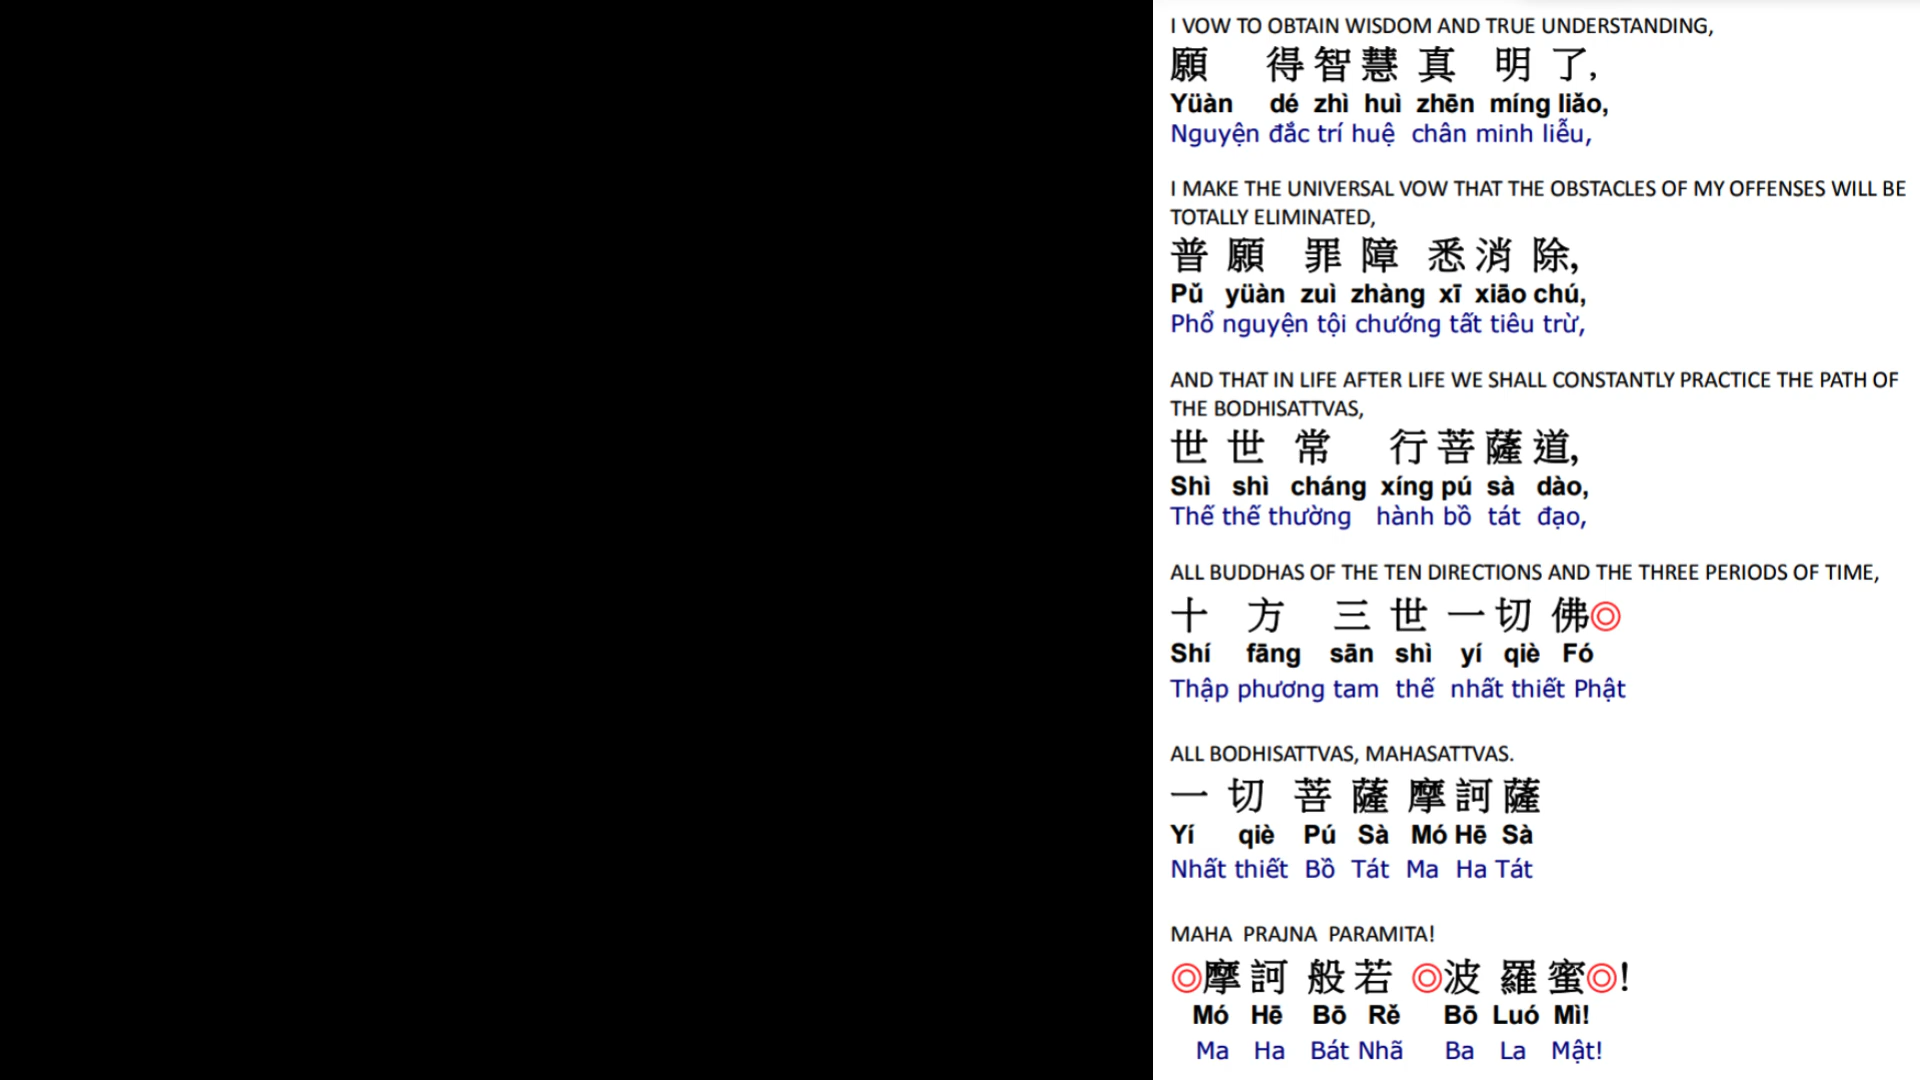 I VOW TO OBTAIN WISDOM AND TRUE UNDERSTANDING,
願 得 智 慧 真 明 了,
Yüàn dé zhì huì zhēn míng liǎo,
Nguyện đắc trí huệ chân minh liễu,
I MAKE THE UNIVERSAL VOW THAT THE OBSTACLES OF MY OFFENSES WILL BE
TOTALLY ELIMINATED,
普 願 罪 障 悉 消 除,
Pǔ yüàn zuì zhàng xī xiāo chú,
Phổ nguyện tội chướng tất tiêu trừ,
AND THAT IN LIFE AFTER LIFE WE SHALL CONSTANTLY PRACTICE THE PATH OF
THE BODHISATTVAS,
世 世 常 行 菩 薩 道,
Shì shì cháng xíng pú sà dào,
Thế thế thường hành bồ tát đạo,
ALL BUDDHAS OF THE TEN DIRECTIONS AND THE THREE PERIODS OF TIME,
十 方 三 世 一 切 佛◎
Shí fāng sān shì yí qiè Fó
Thập phương tam thế nhất thiết Phật
ALL BODHISATTVAS, MAHASATTVAS.
一 切 菩 薩 摩 訶 薩
Yí qiè Pú Sà Mó Hē Sà
Nhất thiết Bồ Tát Ma Ha Tát
MAHA PRAJNA PARAMITA!
◎摩 訶 般 若 ◎波 羅 蜜◎!
Mó Hē Bō Rě Bō Luó Mì!
Ma Ha Bát Nhã Ba La Mật!